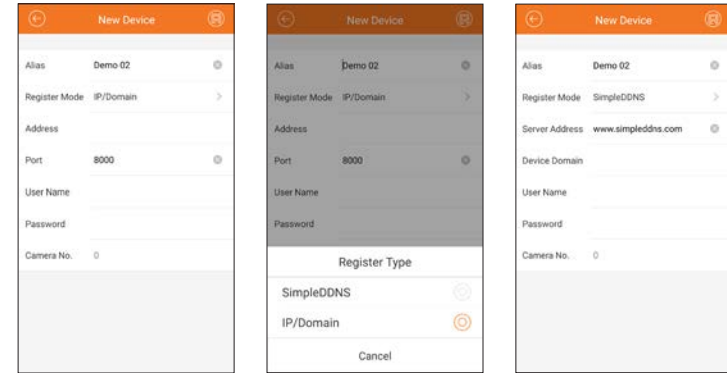 New Device
Alias Demo 02
Register Mode IP/Domain
Address
Port 8000
User Name
Password
Camera No. 0
New Device
Alias Demo 02
Register Mode IP/Domain
Address
Port 8000
User Name
Password
Register Type
SimpleDDNS
IP/Domain
Cancel
New Device
Alias Demo 02
Register Mode SimpleDDNS
Server Address www.simpleddns.com
Device Domain
User Name
Password
Camera No. 0